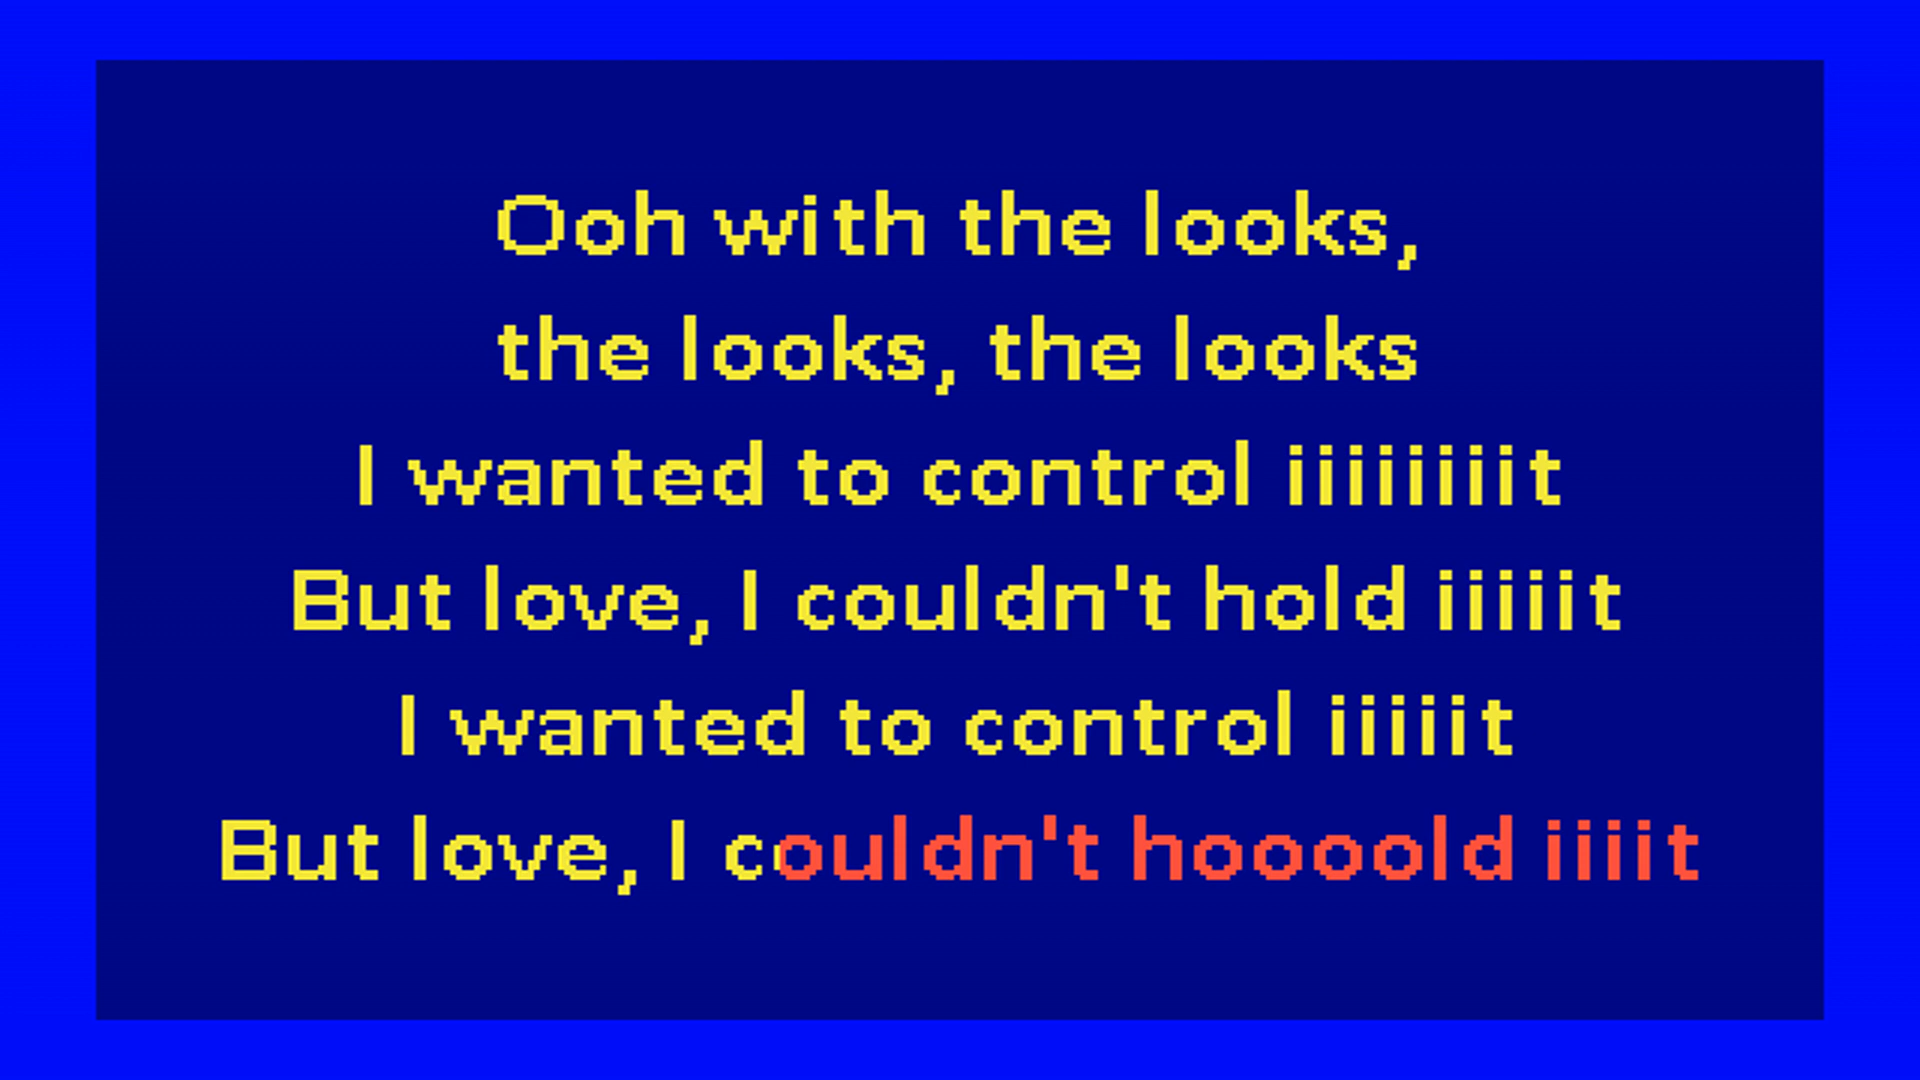 Ooh with the looks,
the looks, the looks
I wanted to control iiiiiiiit
But love, I couldn't hold iiiiit
I wanted to control iiiiit
But love, I couldn't hoooold iiiit